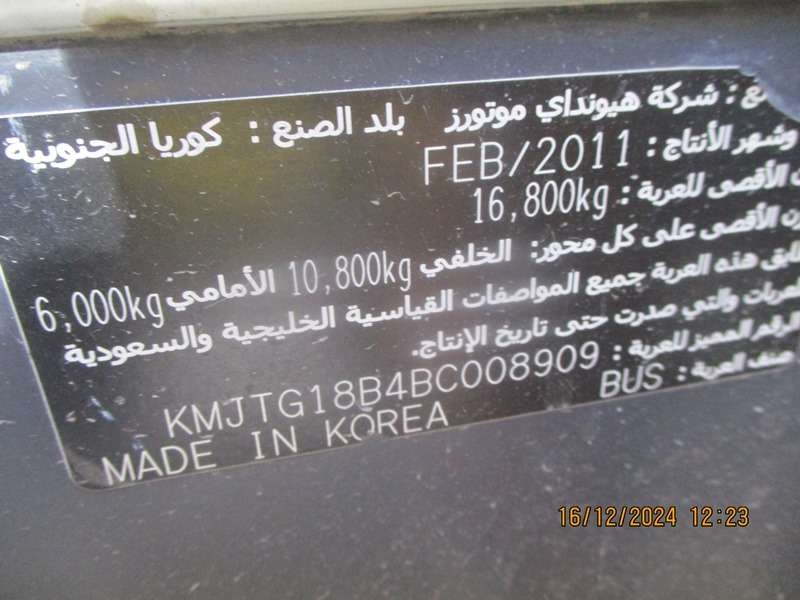 شركة هيونداي موتورز بلد الصنع : كوريا الجنوبية
وشهر الأنتاج : FEB/2011
الأقصى للعربة : 16,800kg
الأقصى على كل محور: الخلفي 10,800kg الأمامي 6,000kg
هذه العربة جميع المواصفات القياسية الخليجية والسعودية
والتي صدرت حتى تاريخ الإنتاج.
الرقم المميز للعربة : KMJTG18B4BC008909
صنف العربة : BUS
MADE IN KOREA
16/12/2024 12:23